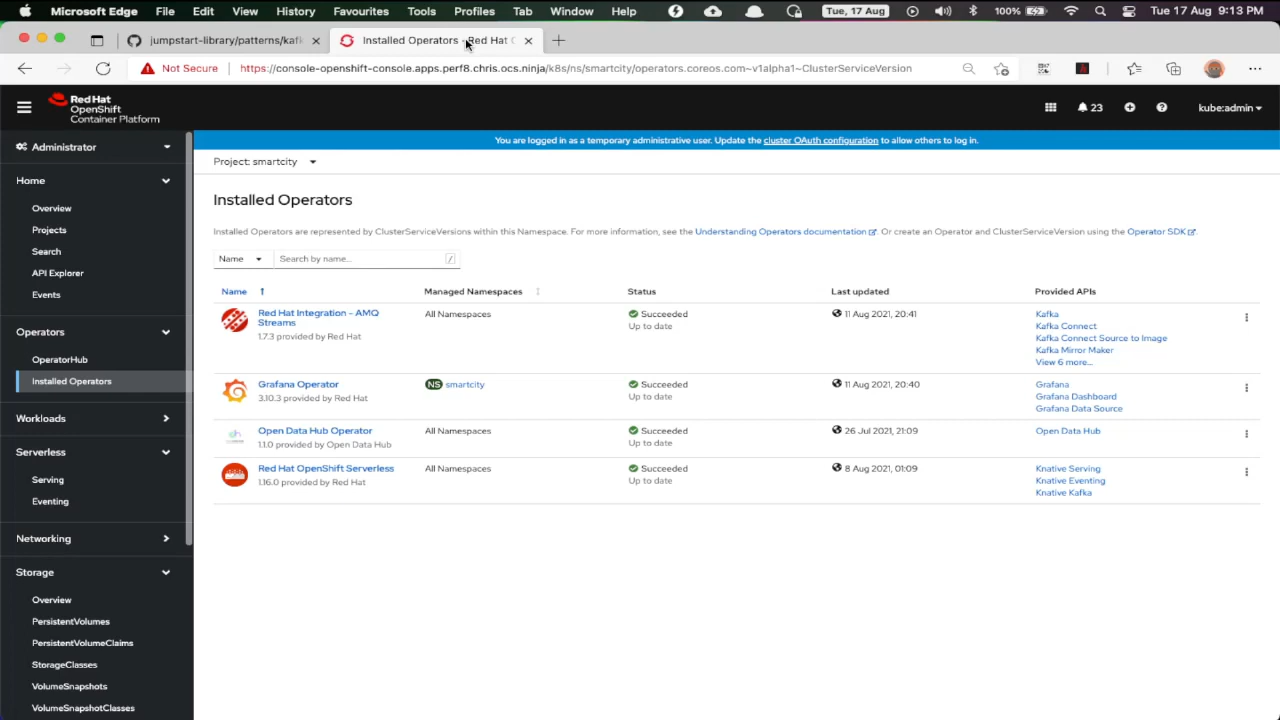 Microsoft Edge File Edit View History Favorites Tools Profiles Tab Window Help Tue, 17 Aug 100% Tue 17 Aug 9:13 PM
jumpstart-library/patterns/kafk
Installed Operators - Red Hat O
Not Secure https://console-openshift-console.apps.perf8.chris.ocs.ninja/k8s/ns/smartcity/operators.coreos.com~v1alpha1~ClusterServiceVersion
Red Hat
OpenShift
Container Platform
23
kube:admin
You are logged in as a temporary administrative user. Update the cluster OAuth configuration to allow others to log in.
Administrator
Home
Overview
Projects
Search
API Explorer
Events
Operators
OperatorHub
Installed Operators
Workloads
Serverless
Serving
Eventing
Networking
Storage
Overview
PersistentVolumes
PersistentVolumeClaims
StorageClasses
VolumeSnapshots
VolumeSnapshotClasses
Project: smartcity
Installed Operators
Installed Operators are represented by ClusterServiceVersions within this Namespace. For more information, see the Understanding Operators documentation. Or create an Operator and ClusterServiceVersion using the Operator SDK.
Name Search by name... /
Name Managed Namespaces Status Last updated Provided APIs
Red Hat Integration - AMQ
Streams
1.7.3 provided by Red Hat
All Namespaces
Succeeded
Up to date
11 Aug 2021, 20:41
Kafka
Kafka Connect
Kafka Connect Source to Image
Kafka Mirror Maker
View 6 more...
Grafana Operator
3.10.3 provided by Red Hat
NS smartcity
Succeeded
Up to date
11 Aug 2021, 20:40
Grafana
Grafana Dashboard
Grafana Data Source
Open Data Hub Operator
1.1.0 provided by Open Data Hub
All Namespaces
Succeeded
Up to date
26 Jul 2021, 21:09
Open Data Hub
Red Hat OpenShift Serverless
1.16.0 provided by Red Hat
All Namespaces
Succeeded
Up to date
8 Aug 2021, 01:09
Knative Serving
Knative Eventing
Knative Kafka